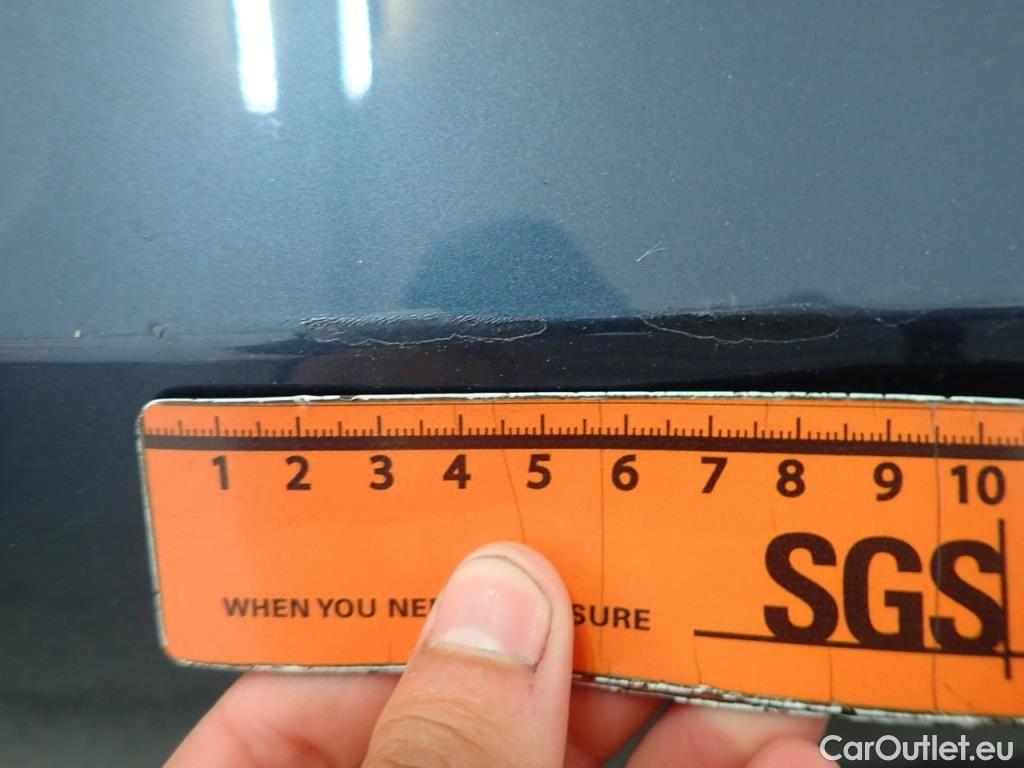 1 2 3 4 5 6 7 8 9 10
WHEN YOU NE SURE
SGS
CarOutlet.eu